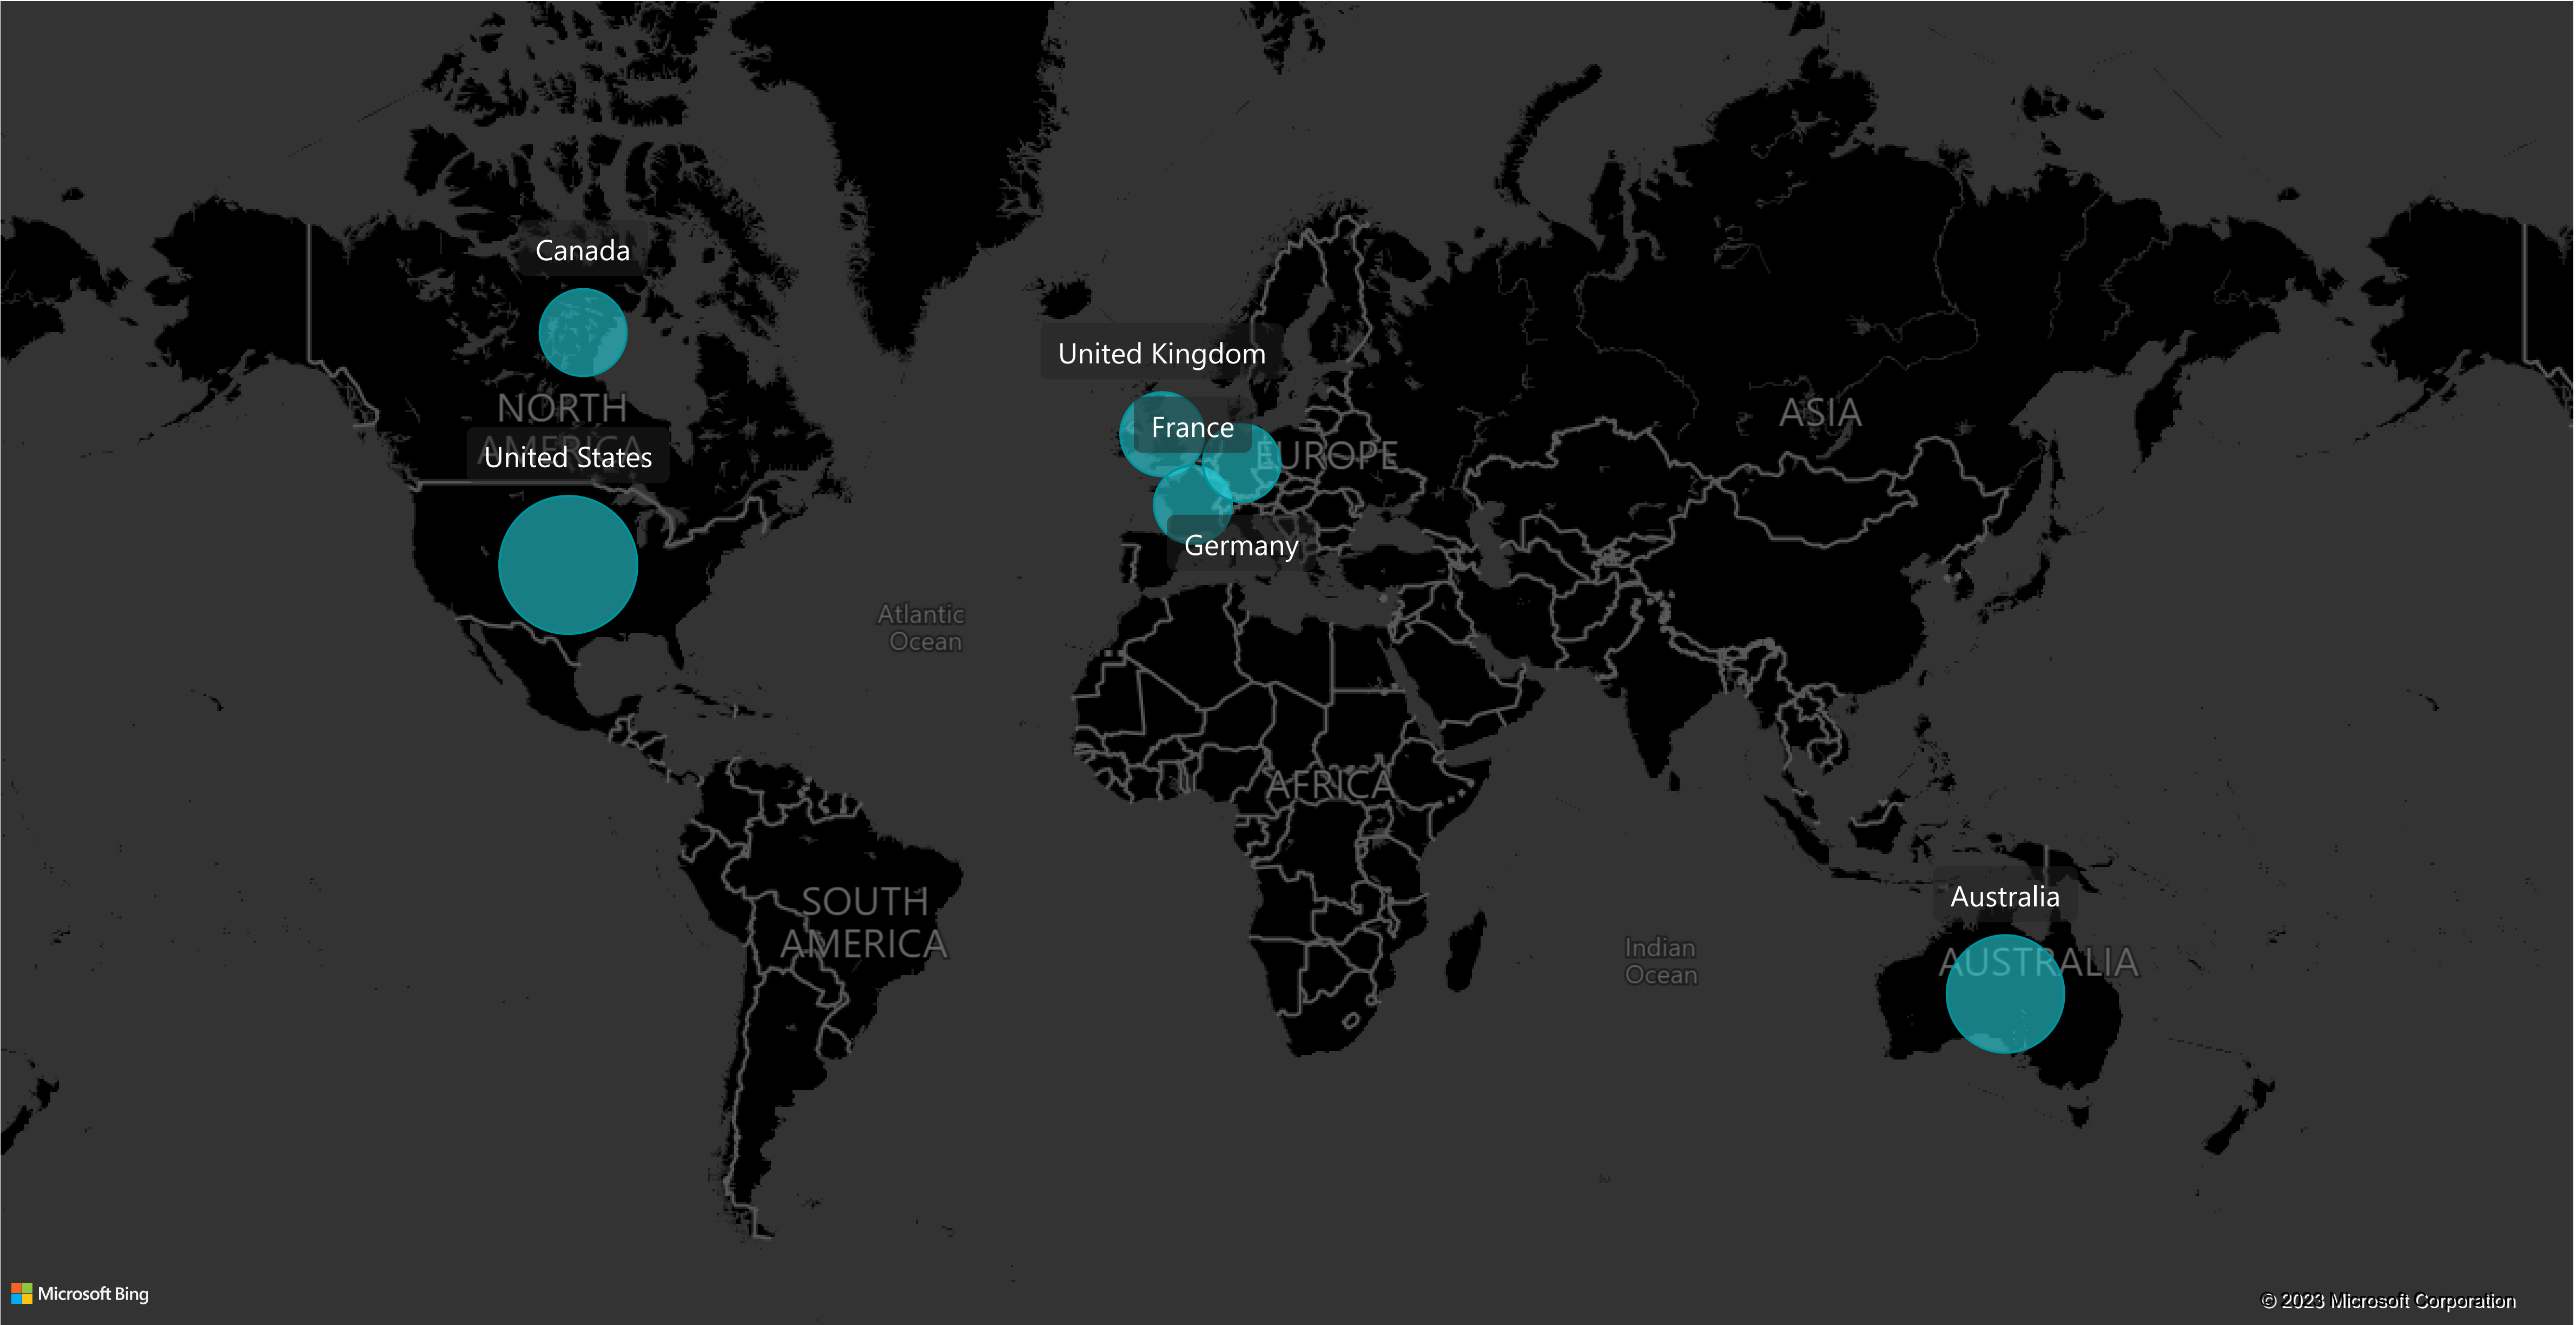 Canada
United Kingdom
NORTH
AMERICA
ASIA
France
United States
EUROPE
Germany
Atlantic
Ocean
AFRICA
Australia
SOUTH
AMERICA
Indian
Ocean
AUSTRALIA
Microsoft Bing
© 2023 Microsoft Corporation